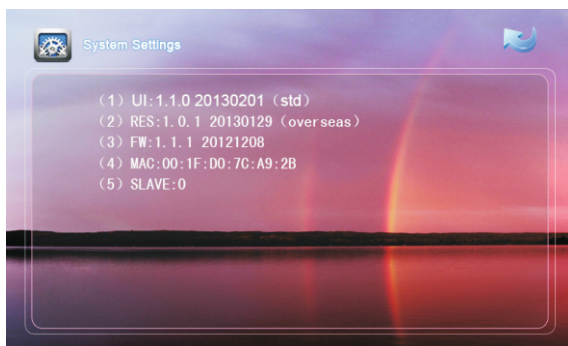 System Settings
（1）UI:1.1.0 20130201（std）
（2）RES:1.0.1 20130129（overseas）
（3）FW:1.1.1 20121208
（4）MAC:00:1F:D0:7C:A9:2B
（5）SLAVE:0